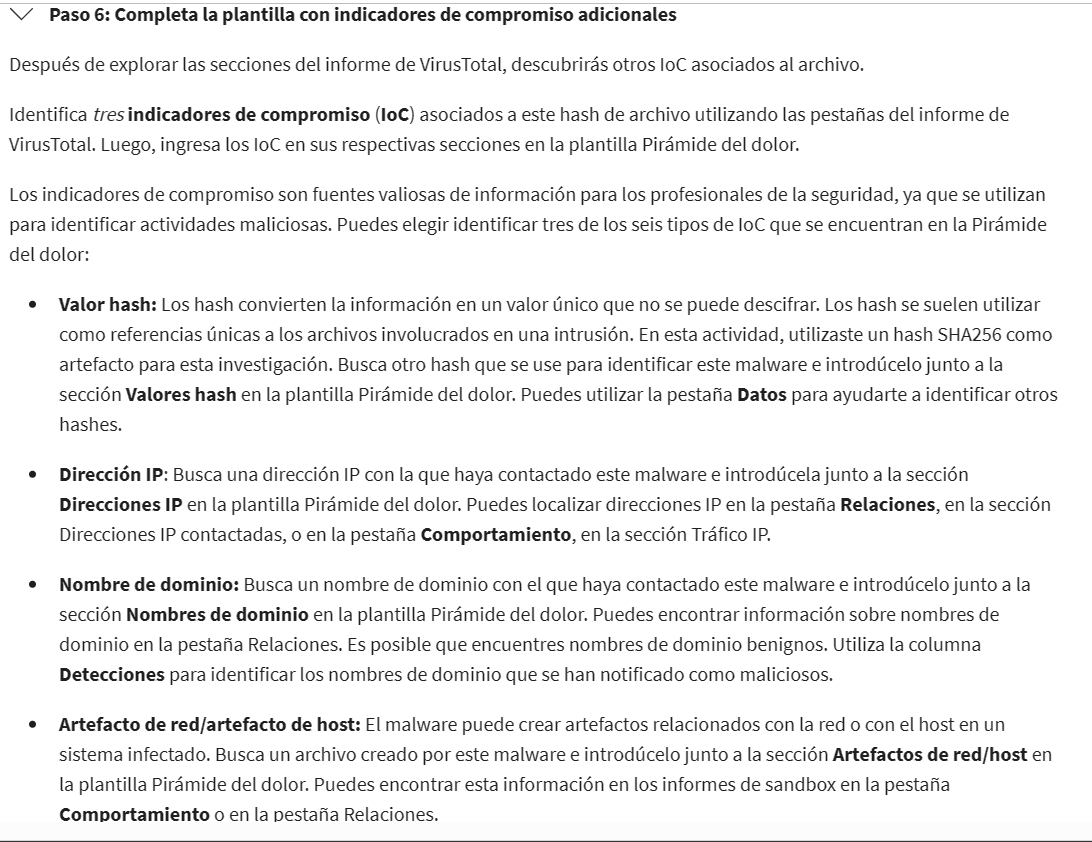 Paso 6: Completa la plantilla con indicadores de compromiso adicionales
Después de explorar las secciones del informe de VirusTotal, descubrirás otros IoC asociados al archivo.
Identifica tres indicadores de compromiso (IoC) asociados a este hash de archivo utilizando las pestañas del informe de
VirusTotal. Luego, ingresa los IoC en sus respectivas secciones en la plantilla Pirámide del dolor.
Los indicadores de compromiso son fuentes valiosas de información para los profesionales de la seguridad, ya que se utilizan
para identificar actividades maliciosas. Puedes elegir identificar tres de los seis tipos de IoC que se encuentran en la Pirámide
del dolor:
• Valor hash: Los hash convierten la información en un valor único que no se puede descifrar. Los hash se suelen utilizar
como referencias únicas a los archivos involucrados en una intrusión. En esta actividad, utilizaste un hash SHA256 como
artefacto para esta investigación. Busca otro hash que se use para identificar este malware e introdúcelo junto a la
sección Valores hash en la plantilla Pirámide del dolor. Puedes utilizar la pestaña Datos para ayudarte a identificar otros
hashes.
• Dirección IP: Busca una dirección IP con la que haya contactado este malware e introdúcela junto a la sección
Direcciones IP en la plantilla Pirámide del dolor. Puedes localizar direcciones IP en la pestaña Relaciones, en la sección
Direcciones IP contactadas, o en la pestaña Comportamiento, en la sección Tráfico IP.
• Nombre de dominio: Busca un nombre de dominio con el que haya contactado este malware e introdúcelo junto a la
sección Nombres de dominio en la plantilla Pirámide del dolor. Puedes encontrar información sobre nombres de
dominio en la pestaña Relaciones. Es posible que encuentres nombres de dominio benignos. Utiliza la columna
Detecciones para identificar los nombres de dominio que se han notificado como maliciosos.
• Artefacto de red/artefacto de host: El malware puede crear artefactos relacionados con la red o con el host en un
sistema infectado. Busca un archivo creado por este malware e introdúcelo junto a la sección Artefactos de red/host en
la plantilla Pirámide del dolor. Puedes encontrar esta información en los informes de sandbox en la pestaña
Comportamiento o en la pestaña Relaciones.